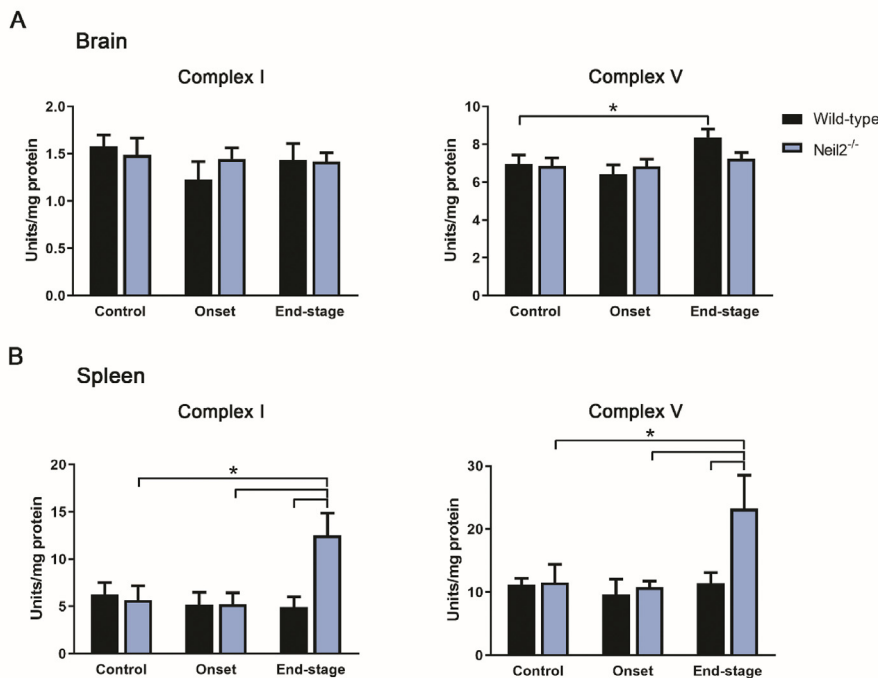 A
Brain
Complex I
Units/mg protein
2.0
1.5
1.0
0.5
0.0
Control Onset End-stage
Complex V
*
Units/mg protein
10
8
6
4
2
0
Control Onset End-stage
Wild-type
Neil2-/-
B
Spleen
Complex I
*
Units/mg protein
20
15
10
5
0
Control Onset End-stage
Complex V
*
Units/mg protein
30
20
10
0
Control Onset End-stage